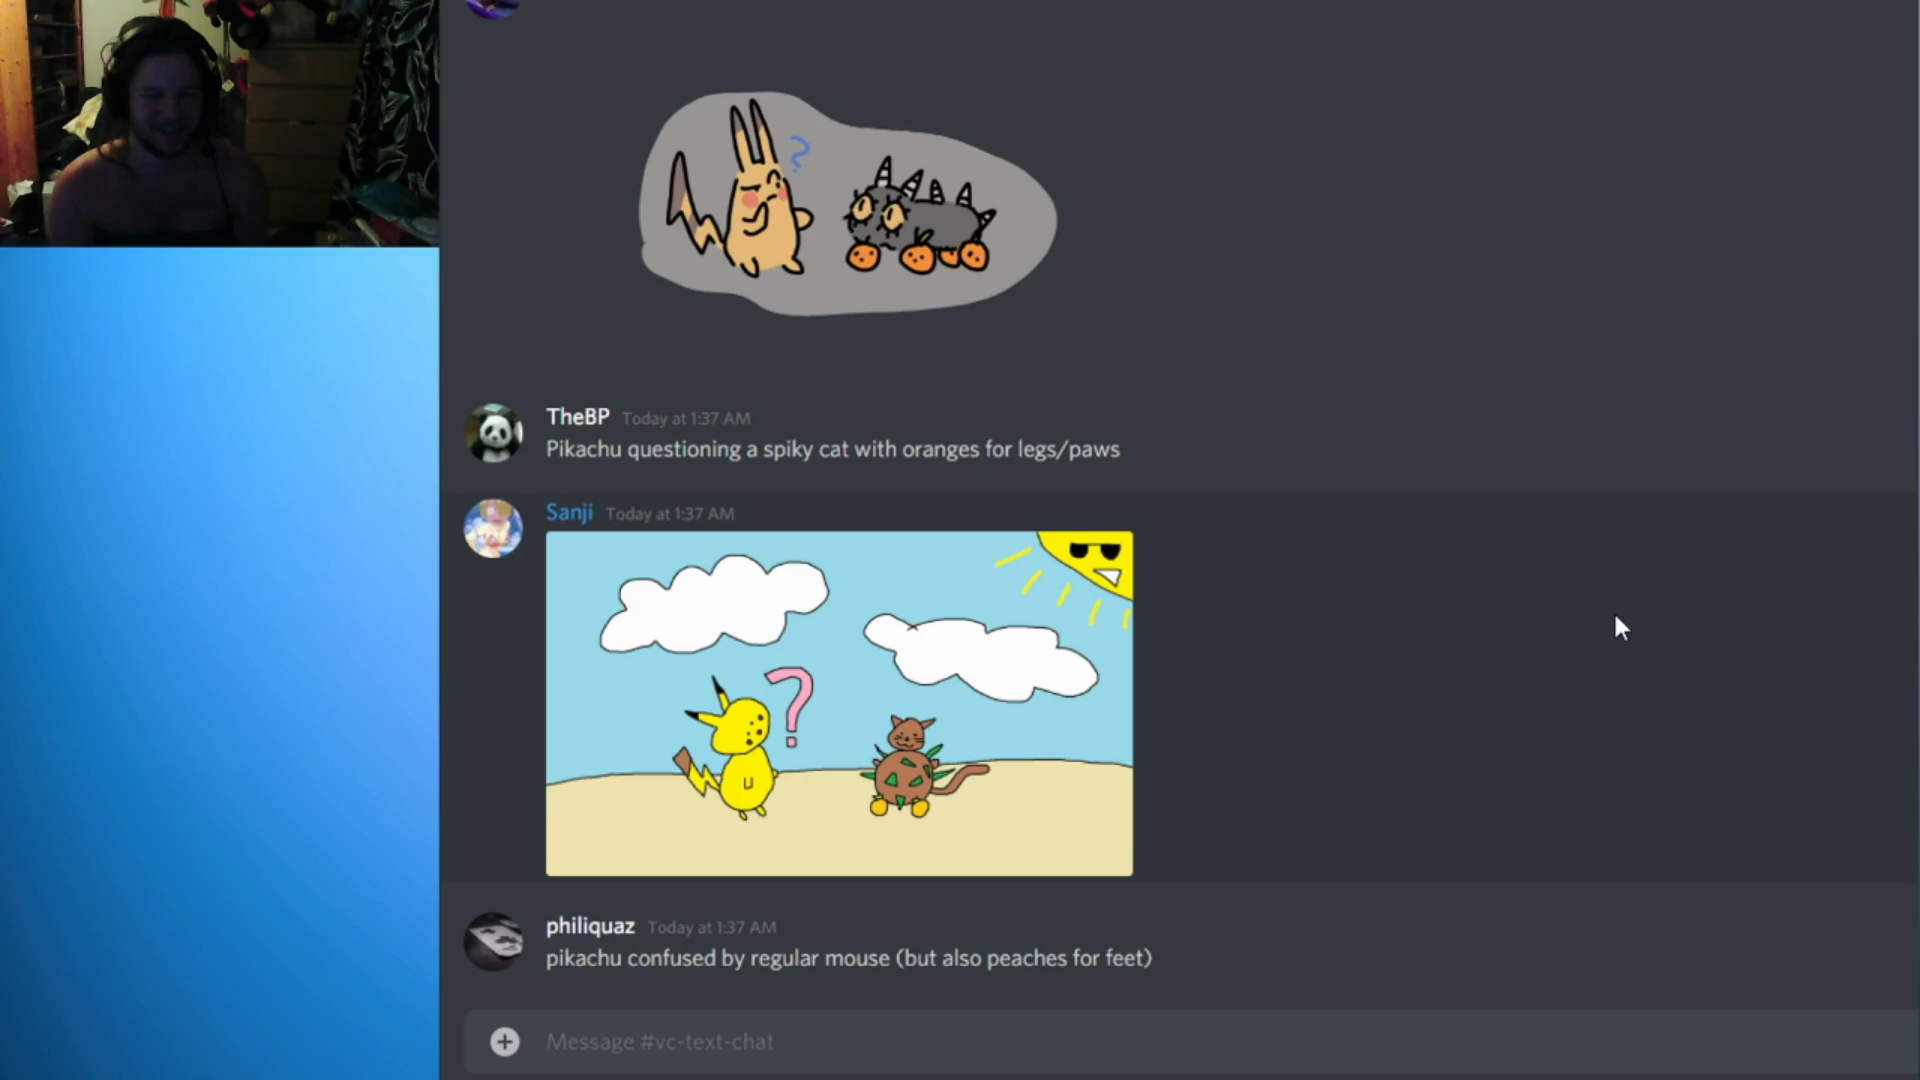 ?
TheBP Today at 1:37 AM
Pikachu questioning a spiky cat with oranges for legs/paws
Sanji Today at 1:37 AM
?
philiquaz Today at 1:37 AM
pikachu confused by regular mouse (but also peaches for feet)
Message #vc-text-chat